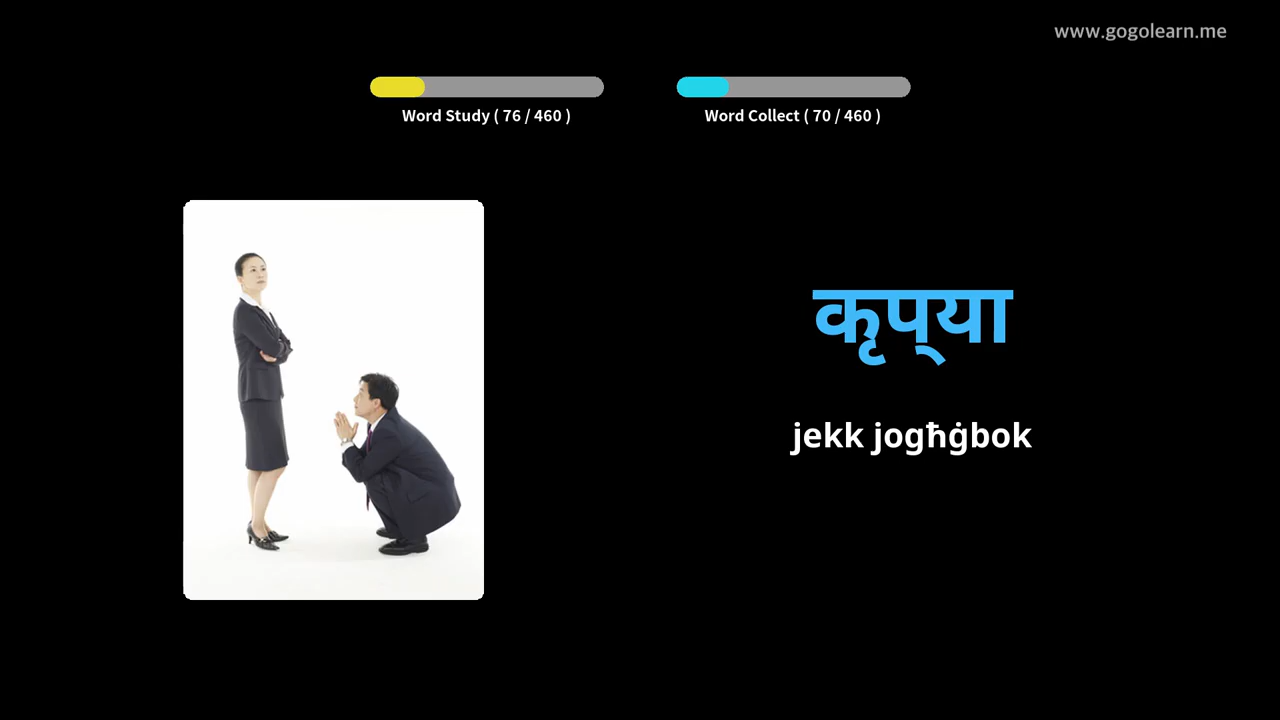 www.gogolearn.me
Word Study ( 76 / 460 )
Word Collect ( 70 / 460 )
कृप्‌या
jekk jogħġbok